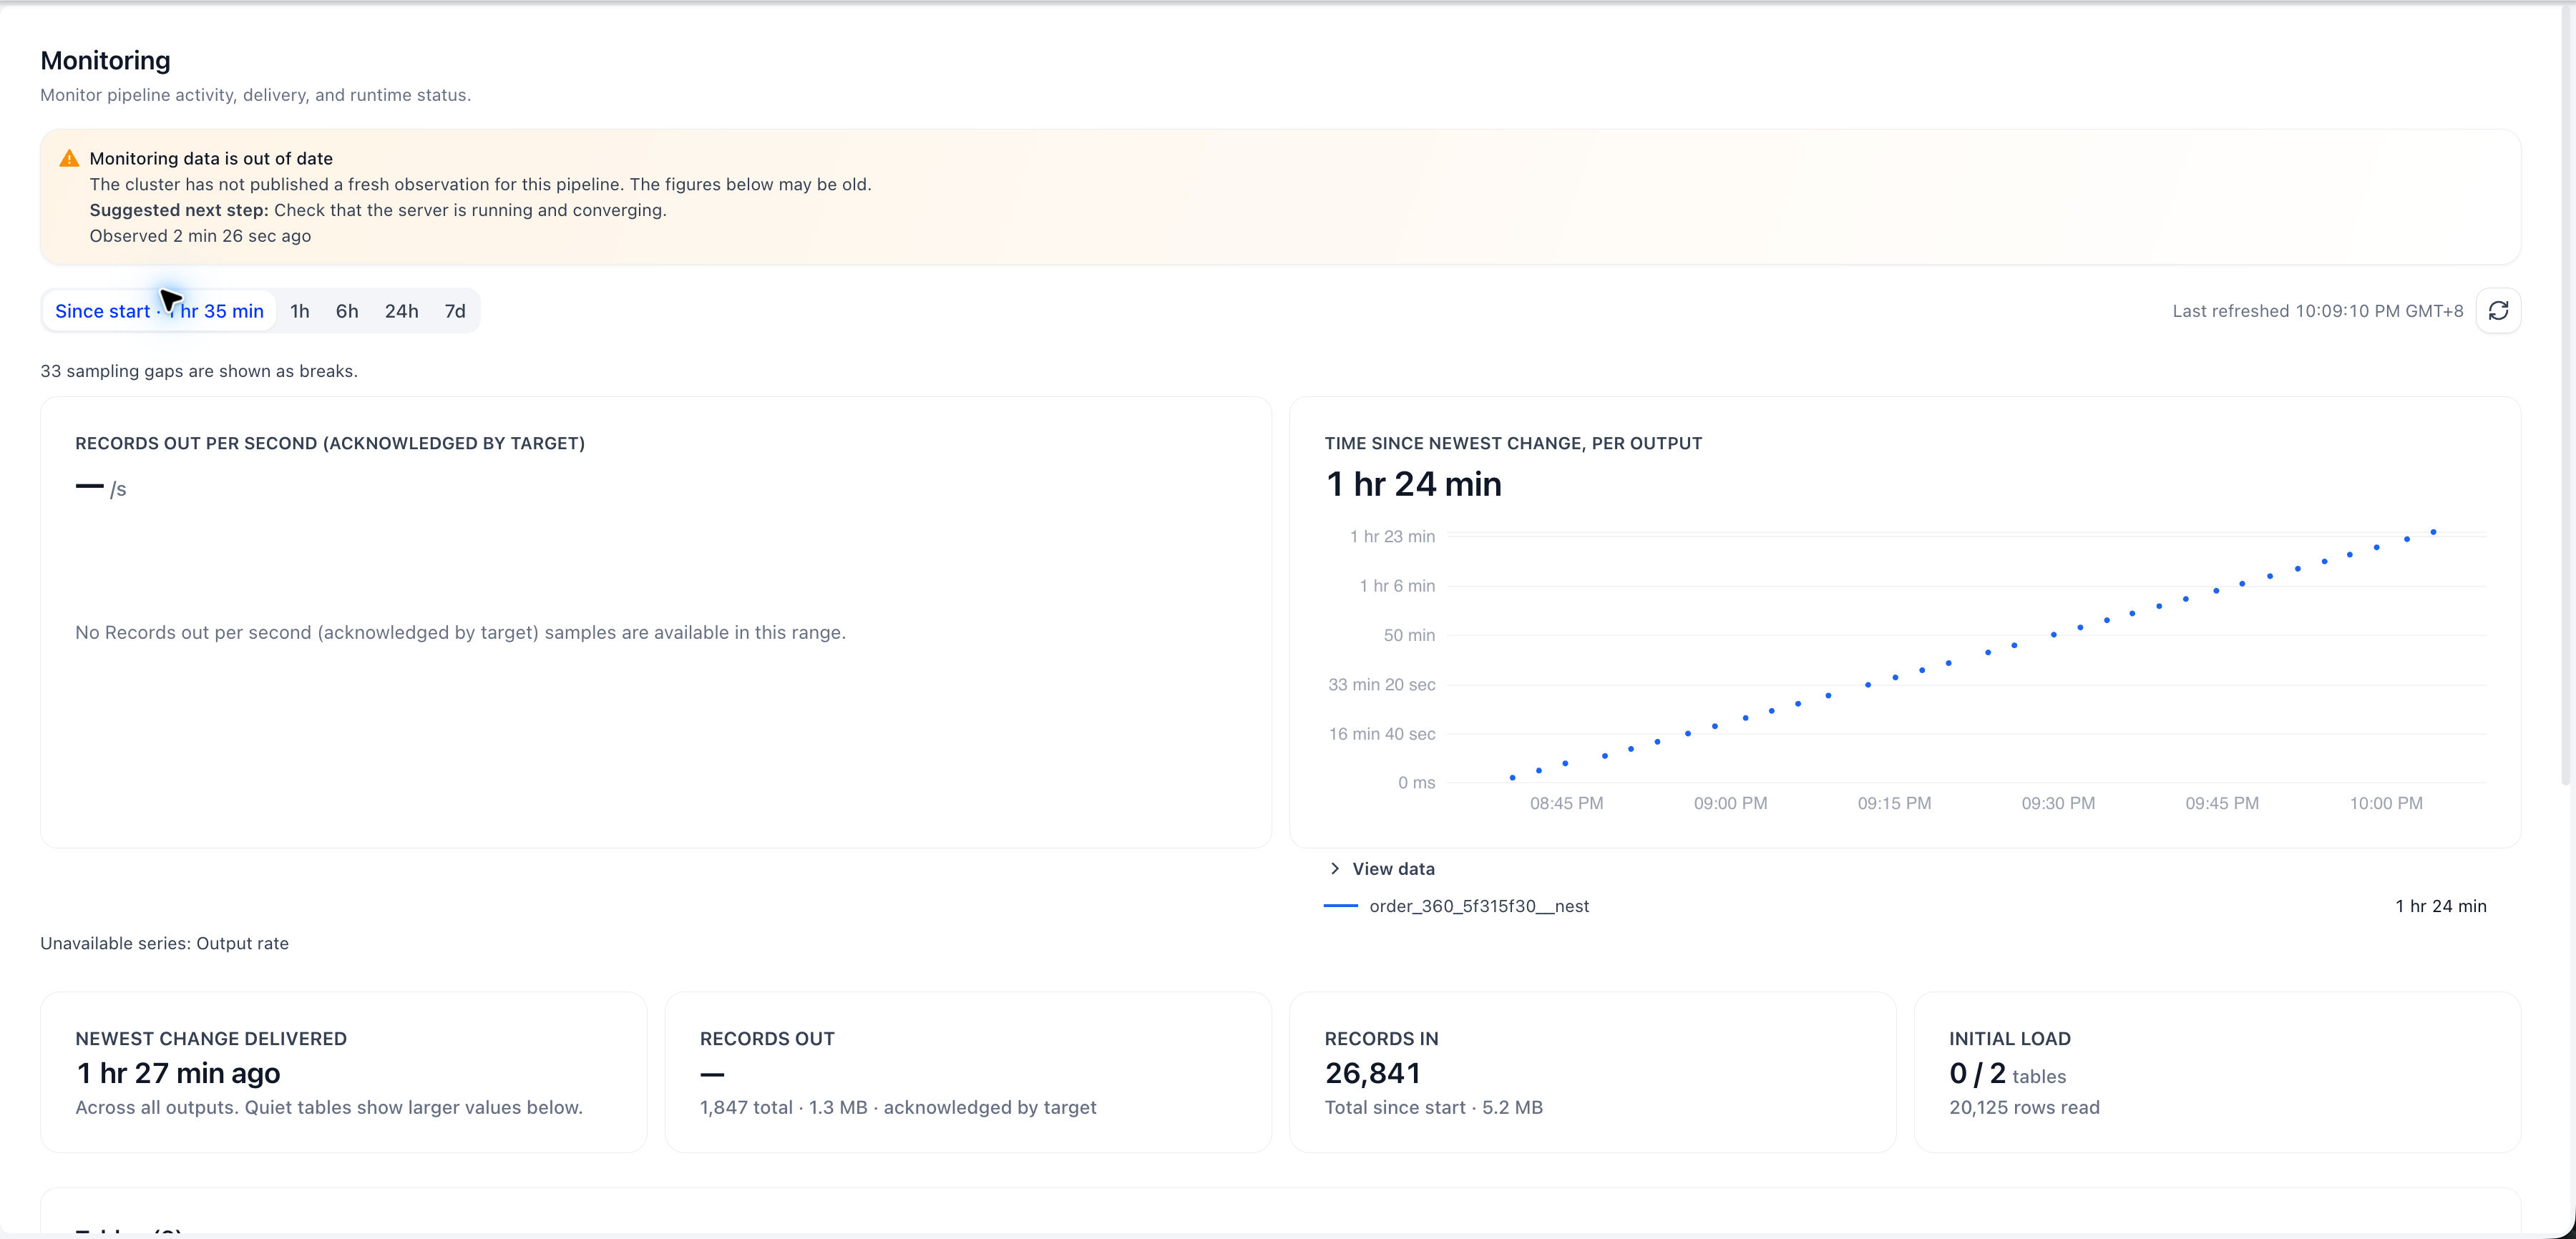 Monitoring
Monitor pipeline activity, delivery, and runtime status.
Monitoring data is out of date
The cluster has not published a fresh observation for this pipeline. The figures below may be old.
Suggested next step: Check that the server is running and converging.
Observed 2 min 26 sec ago
Since start · 1 hr 35 min 1h 6h 24h 7d
Last refreshed 10:09:10 PM GMT+8
33 sampling gaps are shown as breaks.
RECORDS OUT PER SECOND (ACKNOWLEDGED BY TARGET)
— /s
No Records out per second (acknowledged by target) samples are available in this range.
TIME SINCE NEWEST CHANGE, PER OUTPUT
1 hr 24 min
1 hr 23 min
1 hr 6 min
50 min
33 min 20 sec
16 min 40 sec
0 ms
08:45 PM 09:00 PM 09:15 PM 09:30 PM 09:45 PM 10:00 PM
View data
order_360_5f315f30__nest 1 hr 24 min
Unavailable series: Output rate
NEWEST CHANGE DELIVERED
1 hr 27 min ago
Across all outputs. Quiet tables show larger values below.
RECORDS OUT
—
1,847 total · 1.3 MB · acknowledged by target
RECORDS IN
26,841
Total since start · 5.2 MB
INITIAL LOAD
0 / 2 tables
20,125 rows read